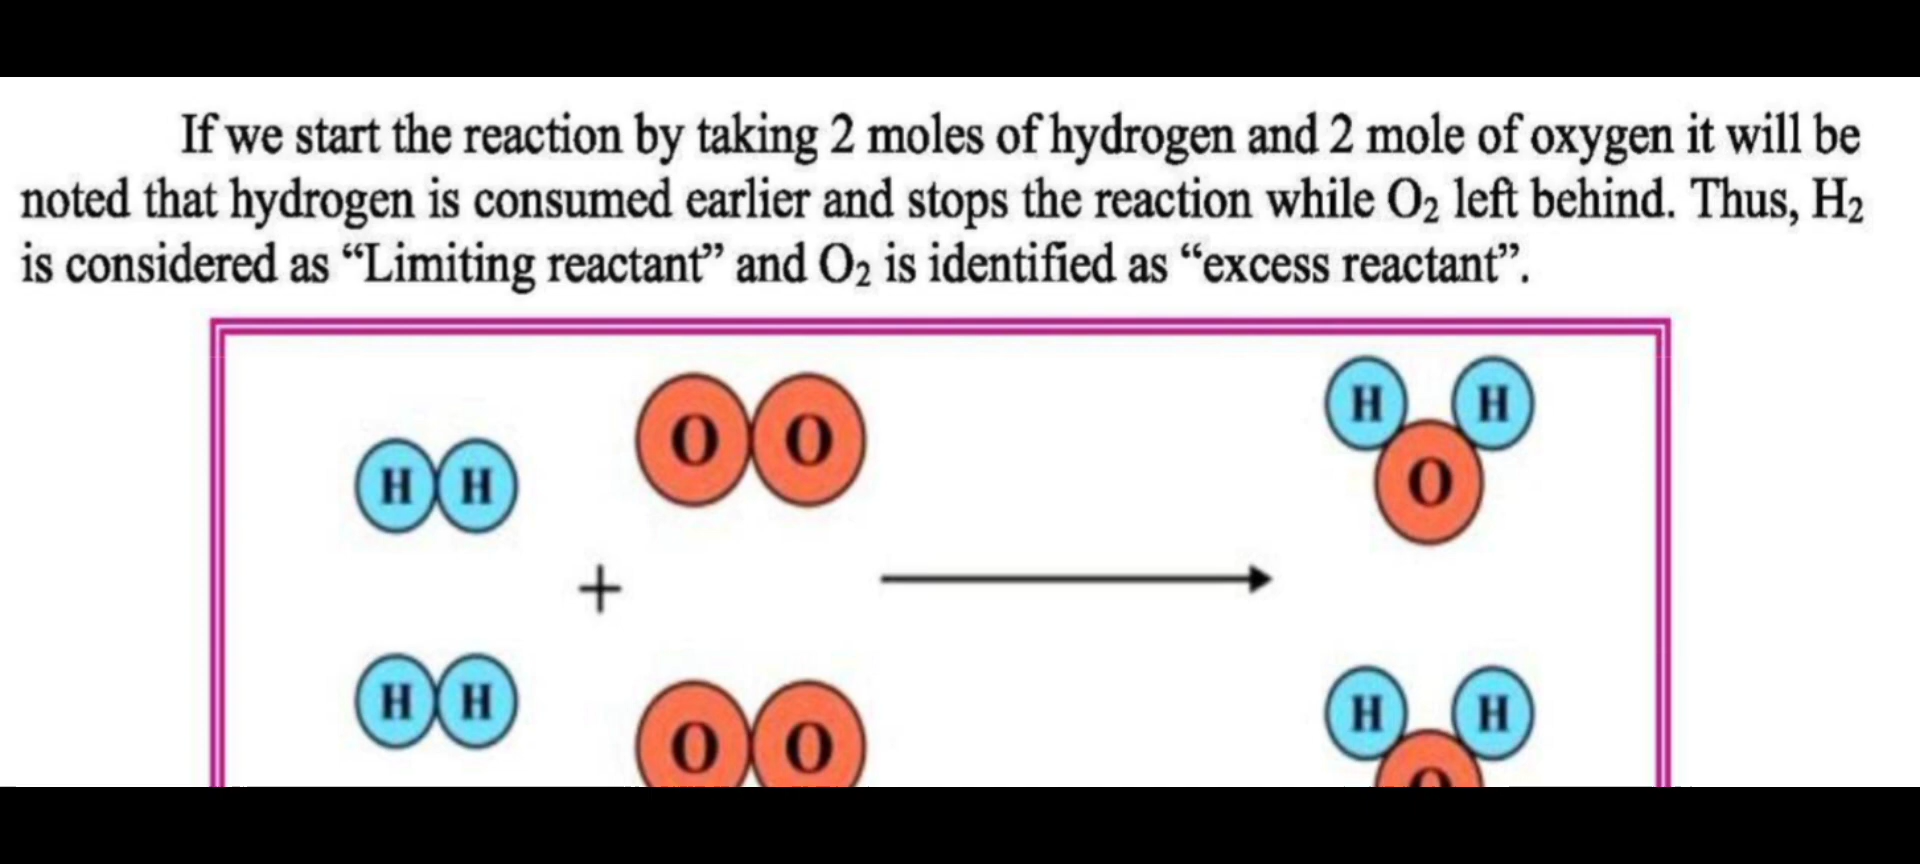 If we start the reaction by taking 2 moles of hydrogen and 2 mole of oxygen it will be
noted that hydrogen is consumed earlier and stops the reaction while O₂ left behind. Thus, H₂
is considered as “Limiting reactant” and O₂ is identified as “excess reactant”.
H H
O O
H H
O
+
H H
O O
H H
O